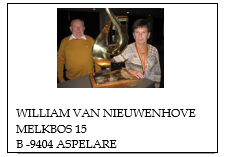 WILLIAM VAN NIEUWENHOVE
MELKBOS 15
B -9404 ASPELARE